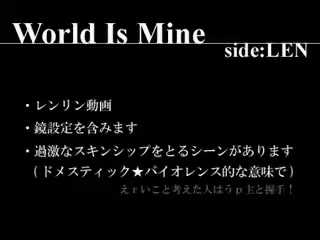 World Is Mine
side:LEN
・レンリン動画
・鏡設定を含みます
・過激なスキンシップをとるシーンがあります
(ドメスティック★バイオレンス的な意味で)
えｒいこと考えた人はうｐ主と握手！